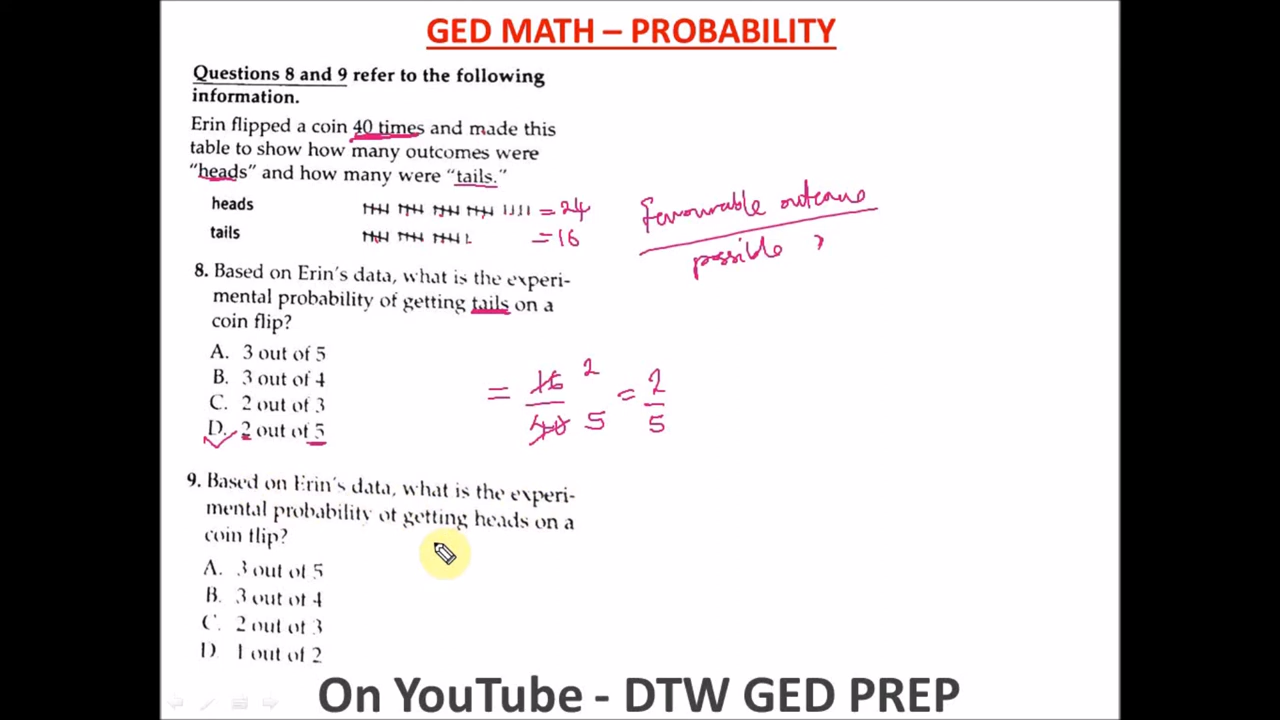 GED MATH – PROBABILITY
Questions 8 and 9 refer to the following
information.
Erin flipped a coin 40 times and made this
table to show how many outcomes were
“heads” and how many were “tails.”
heads = 24
tails = 16
favourable outcome
possible "
8. Based on Erin’s data, what is the experi-
mental probability of getting tails on a
coin flip?
A. 3 out of 5
B. 3 out of 4
C. 2 out of 3
D. 2 out of 5
= 16 2 = 2
40 5 5
9. Based on Erin’s data, what is the experi-
mental probability of getting heads on a
coin flip?
A. 3 out of 5
B. 3 out of 4
C. 2 out of 3
D. 1 out of 2
On YouTube - DTW GED PREP